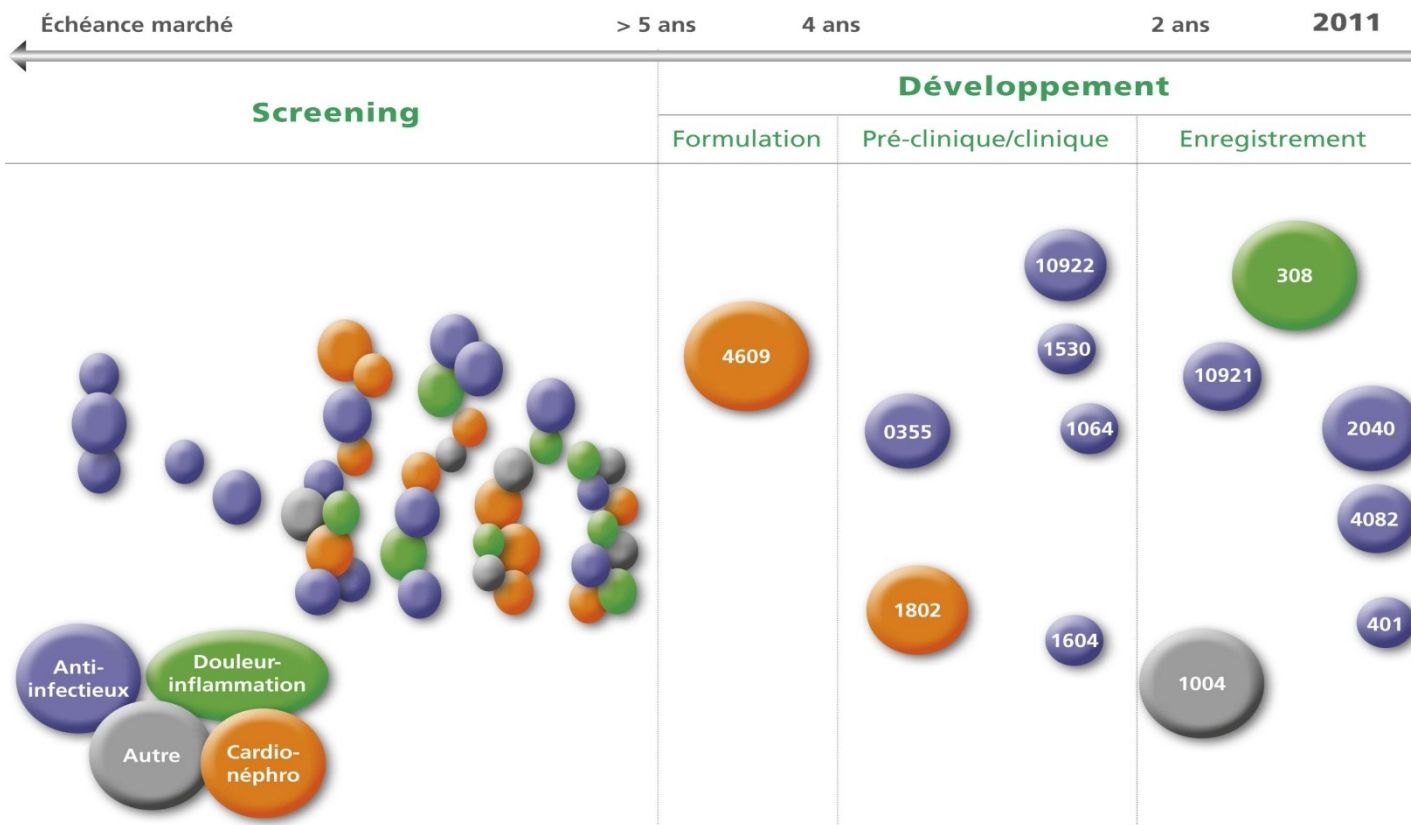 Échéance marché
> 5 ans
4 ans
2 ans
2011
Screening
Développement
Formulation
Pré-clinique/clinique
Enregistrement
10922
308
1530
4609
10921
0355
1064
2040
4082
1802
1604
401
1004
Anti-
infectieux
Douleur-
inflammation
Autre
Cardio-
néphro